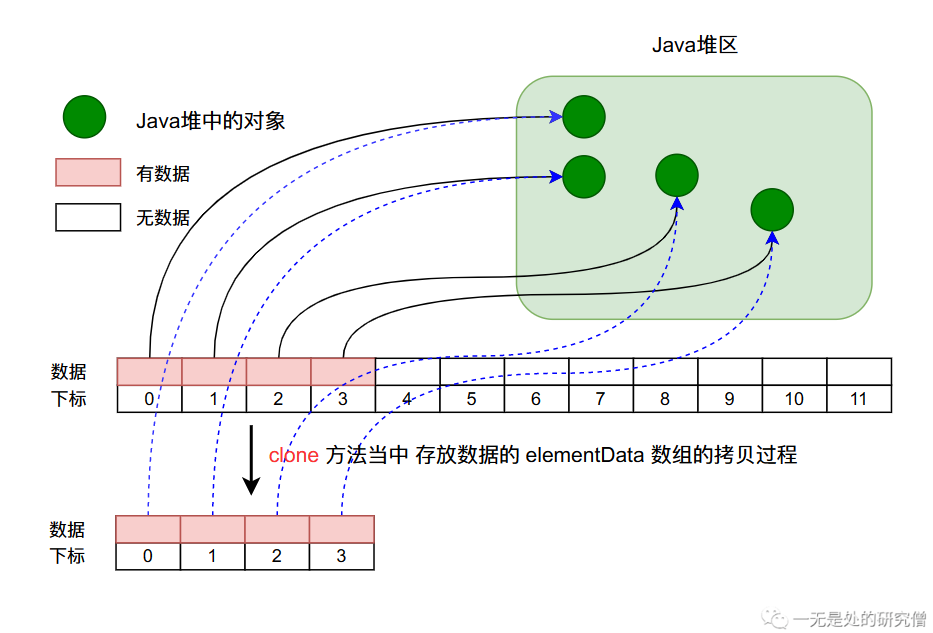 Java堆区
Java堆中的对象
有数据
无数据
数据
下标 0 1 2 3 4 5 6 7 8 9 10 11
clone 方法当中 存放数据的 elementData 数组的拷贝过程
数据
下标 0 1 2 3
一无是处的研究僧